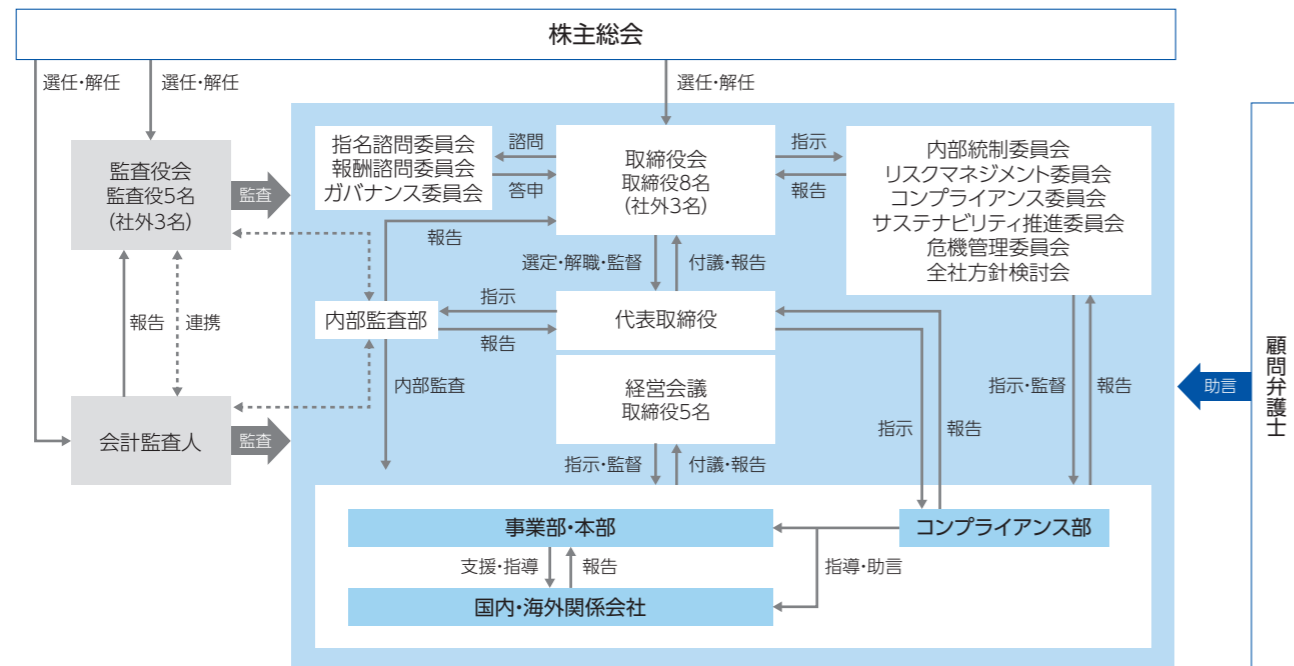 株主総会
選任・解任
選任・解任
選任・解任
監査役会
監査役5名
(社外3名)
監査
指名諮問委員会
報酬諮問委員会
ガバナンス委員会
諮問
答申
取締役会
取締役8名
(社外3名)
指示
報告
内部統制委員会
リスクマネジメント委員会
コンプライアンス委員会
サステナビリティ推進委員会
危機管理委員会
全社方針検討会
報告
選定・解職・監督
付議・報告
指示
内部監査部
報告
代表取締役
報告
連携
内部監査
経営会議
取締役5名
指示・監督
報告
助言
顧問弁護士
会計監査人
監査
指示
報告
指示・監督
付議・報告
事業部・本部
コンプライアンス部
支援・指導
報告
指導・助言
国内・海外関係会社